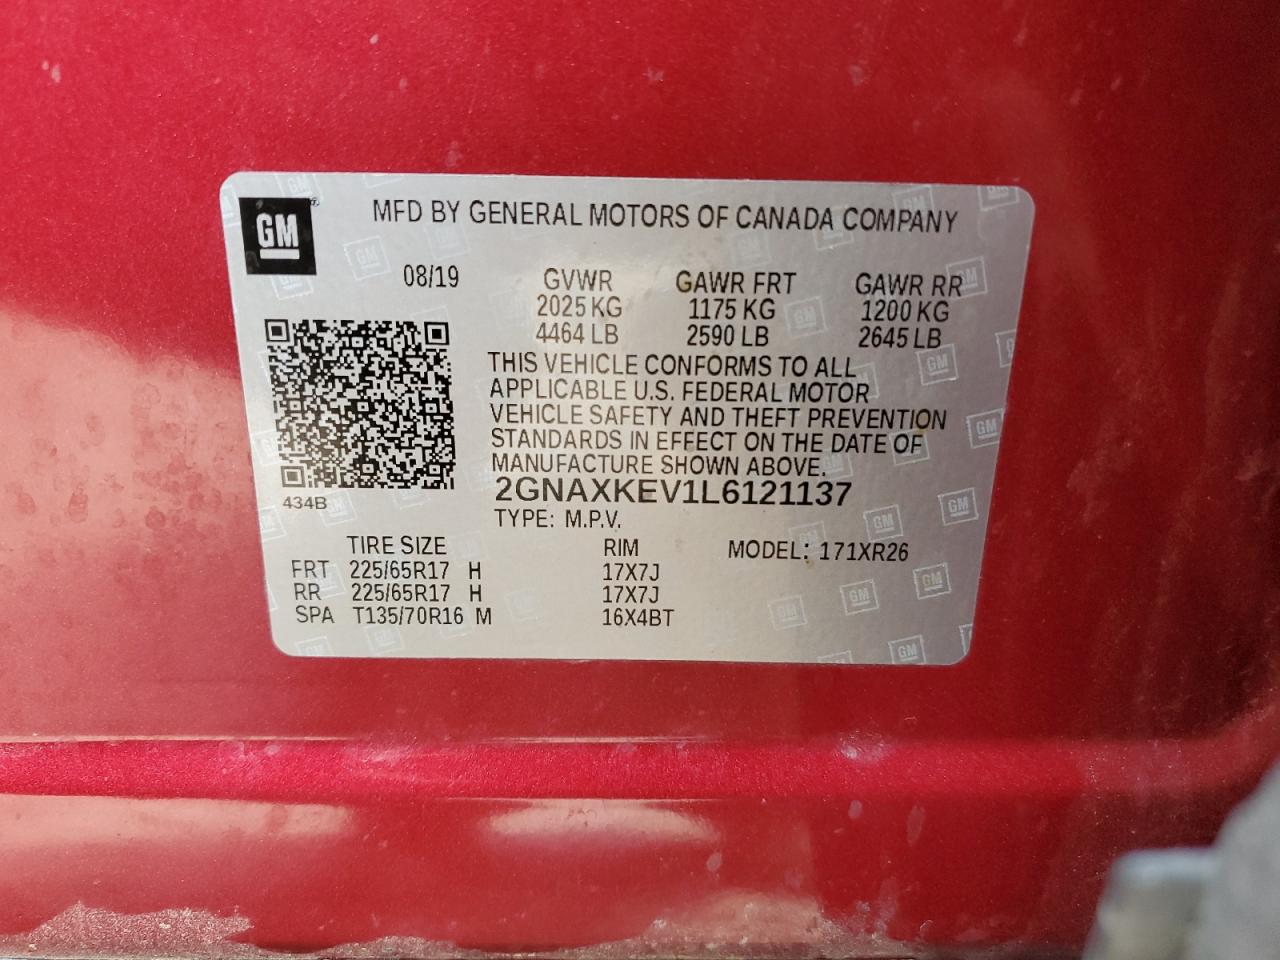 GM®
MFD BY GENERAL MOTORS OF CANADA COMPANY
08/19 GVWR GAWR FRT GAWR RR
2025 KG 1175 KG 1200 KG
4464 LB 2590 LB 2645 LB
THIS VEHICLE CONFORMS TO ALL
APPLICABLE U.S. FEDERAL MOTOR
VEHICLE SAFETY AND THEFT PREVENTION
STANDARDS IN EFFECT ON THE DATE OF
MANUFACTURE SHOWN ABOVE.
434B
2GNAXKEV1L6121137
TYPE: M.P.V.
TIRE SIZE RIM MODEL: 171XR26
FRT 225/65R17 H 17X7J
RR 225/65R17 H 17X7J
SPA T135/70R16 M 16X4BT